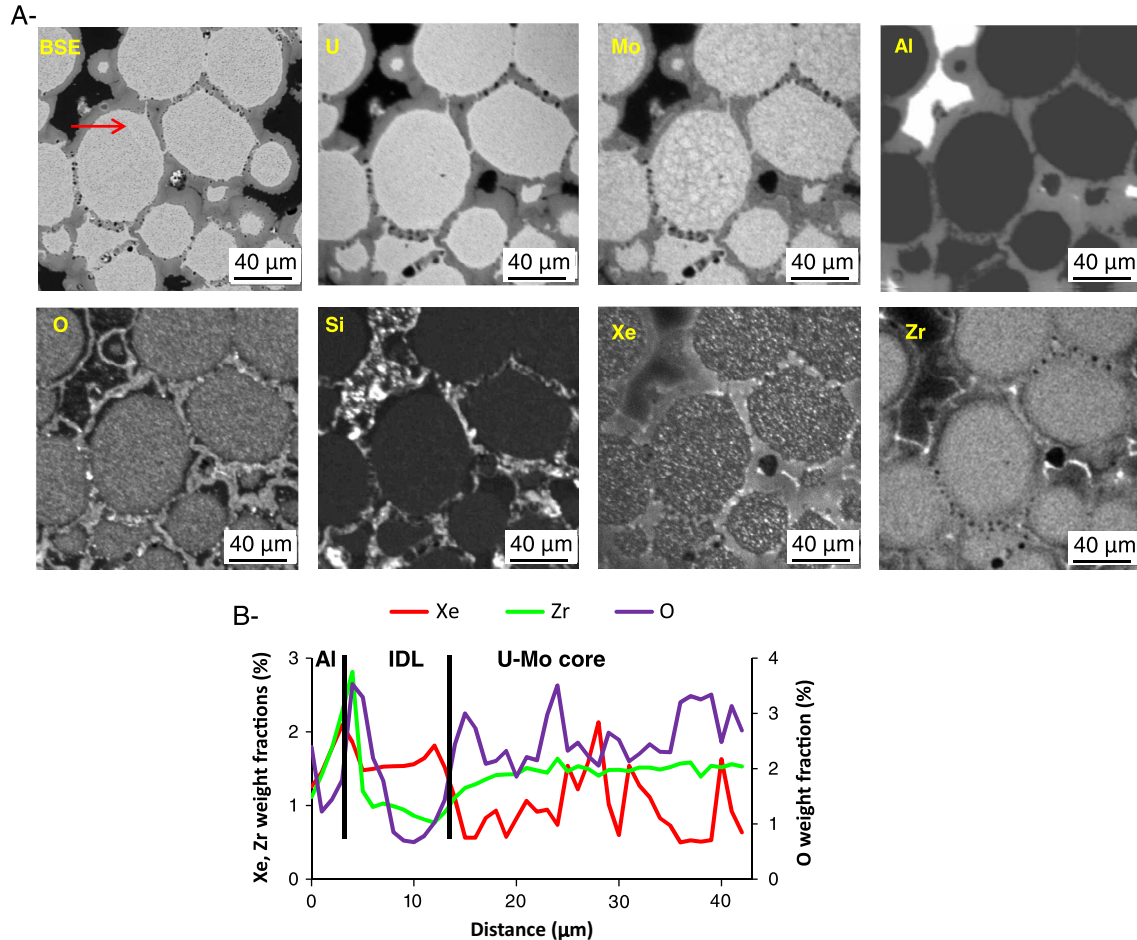 A-
BSE
U
Mo
Al
40 µm
40 µm
40 µm
40 µm
O
Si
Xe
Zr
40 µm
40 µm
40 µm
40 µm
B-
Xe
Zr
O
Xe, Zr weight fractions (%)
3
2
1
0
Al
IDL
U-Mo core
4
3
2
1
0
O weight fraction (%)
0
10
20
30
40
Distance (µm)